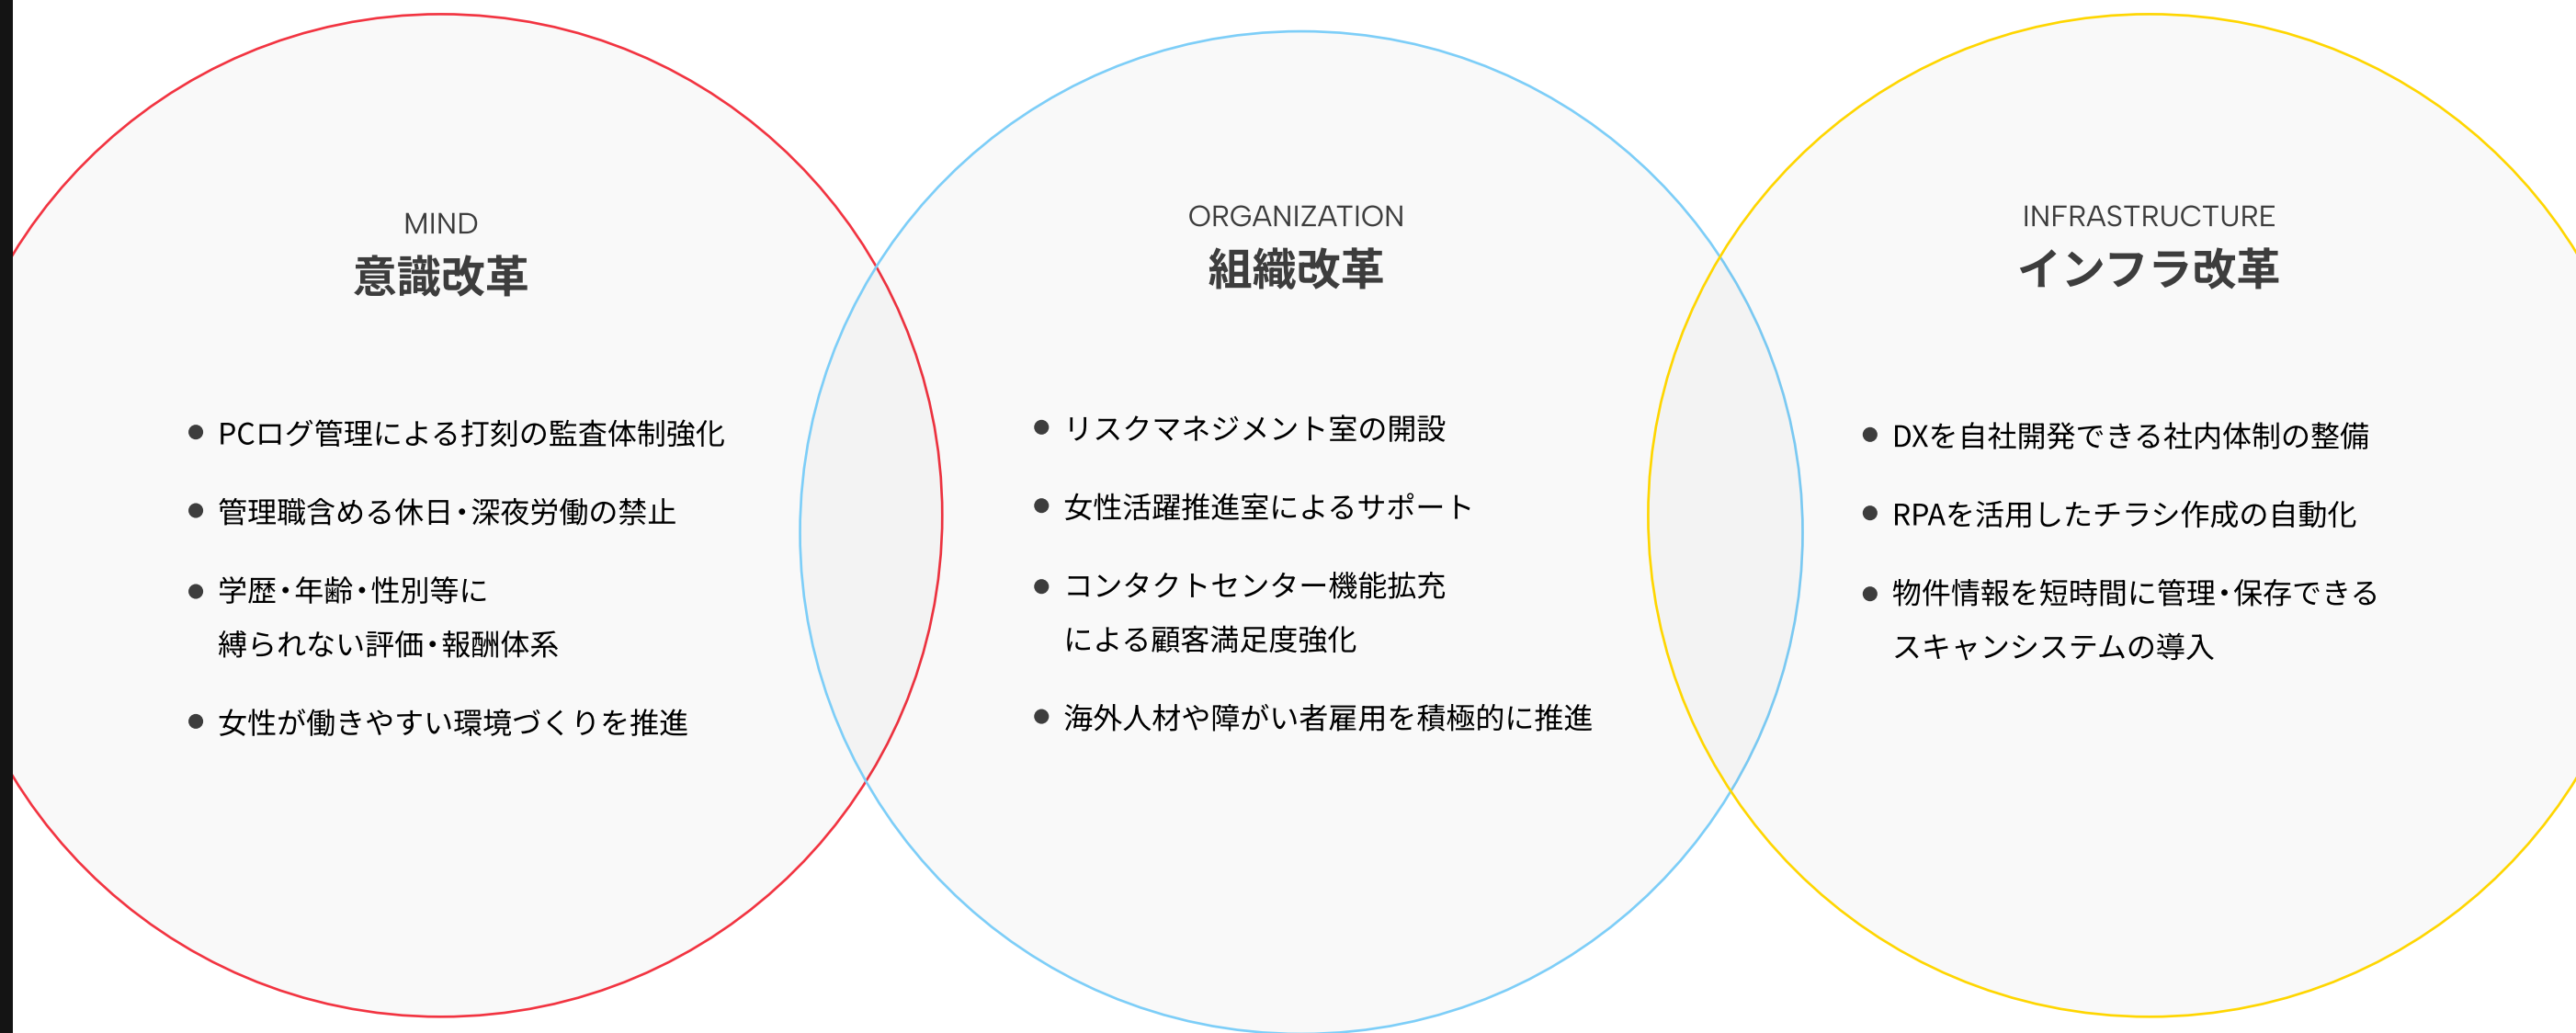 MIND
意識改革
● PCログ管理による打刻の監査体制強化
● 管理職含める休日・深夜労働の禁止
● 学歴・年齢・性別等に
縛られない評価・報酬体系
● 女性が働きやすい環境づくりを推進
ORGANIZATION
組織改革
● リスクマネジメント室の開設
● 女性活躍推進室によるサポート
● コンタクトセンター機能拡充
による顧客満足度強化
● 海外人材や障がい者雇用を積極的に推進
INFRASTRUCTURE
インフラ改革
● DXを自社開発できる社内体制の整備
● RPAを活用したチラシ作成の自動化
● 物件情報を短時間に管理・保存できる
スキャンシステムの導入